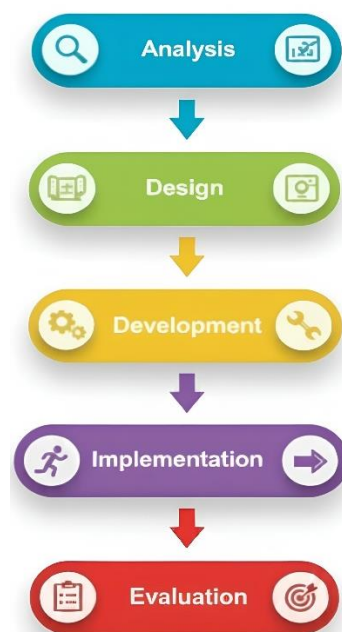 Analysis
Design
Development
Implementation
Evaluation